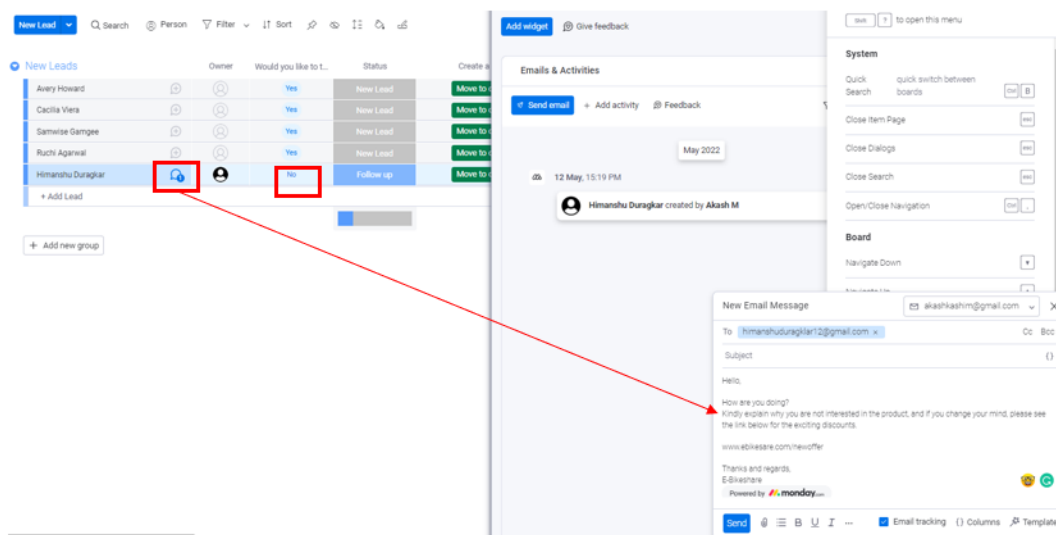 New Lead
Search
Person
Filter
Sort
New Leads
Owner
Would you like to t...
Status
Create a
Avery Howard
Yes
New Lead
Move to c
Cacilia Viera
Yes
New Lead
Move to c
Samwise Gamgee
Yes
New Lead
Move to c
Ruchi Agarwal
Yes
New Lead
Move to c
Himanshu Duragkar
1
No
Follow up
Move to c
+ Add Lead
+ Add new group
Add widget
Give feedback
Emails & Activities
Send email
+ Add activity
Feedback
May 2022
12 May, 15:19 PM
Himanshu Duragkar created by Akash M
? to open this menu
System
Quick Search
quick switch between boards
B
Close Item Page
Close Dialogs
Close Search
Open/Close Navigation
Board
Navigate Down
New Email Message
akashkashim@gmail.com
To himanshuduragklar12@gmail.com ×
Cc Bcc
Subject
{}
Hello,
How are you doing?
Kindly explain why you are not interested in the product, and if you change your mind, please see
the link below for the exciting discounts.
www.ebikesare.com/newoffer
Thanks and regards,
E-Bikeshare
Powered by monday.com
Send
B U I ...
Email tracking
{} Columns
Template